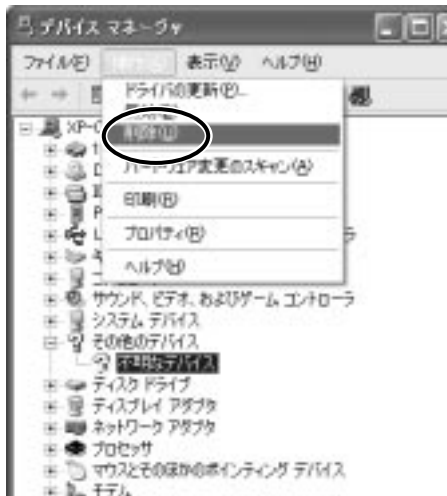 デバイス マネージャ
ファイル(F) 表示(V) ヘルプ(H)
ドライバの更新(P)...
削除(U)
ハードウェア変更のスキャン(A)
印刷(R)
プロパティ(R)
ヘルプ(H)
XP-
サウンド、ビデオ、およびゲーム コントローラ
システム デバイス
その他のデバイス
不明なデバイス
ディスク ドライブ
ディスプレイ アダプタ
ネットワーク アダプタ
プロセッサ
マウスとそのほかのポインティング デバイス
モデム